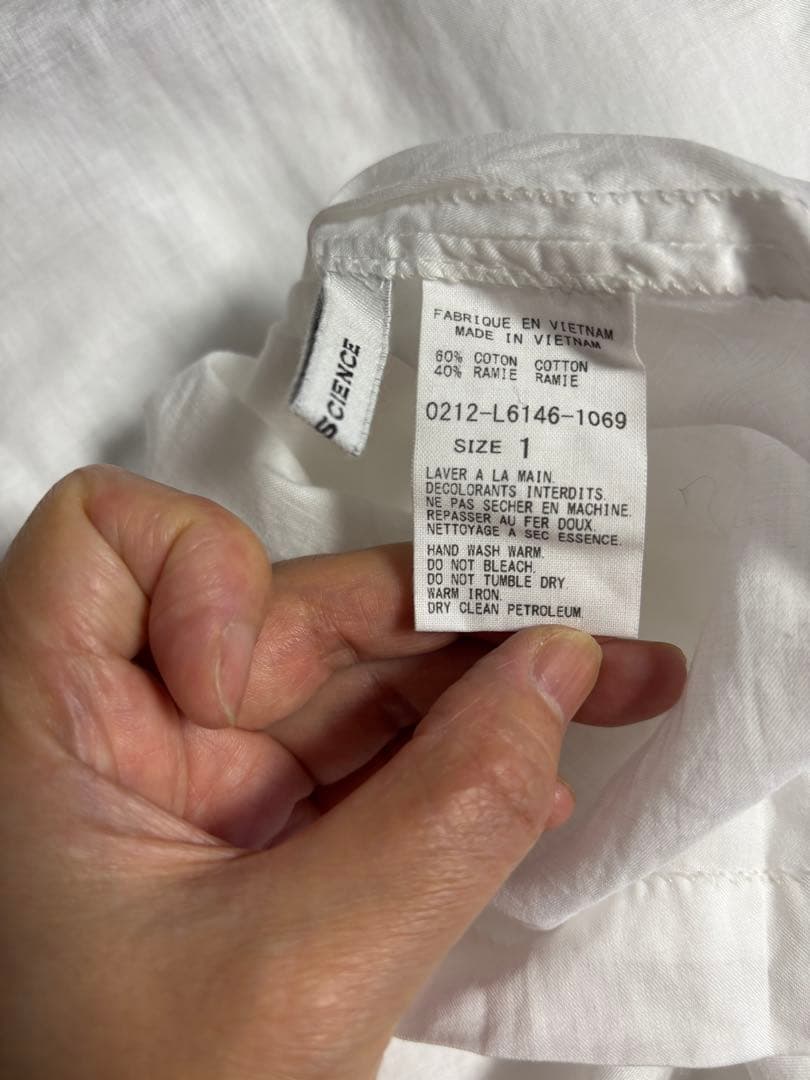 SCIENCE
FABRIQUE EN VIETNAM
MADE IN VIETNAM
60% COTON COTTON
40% RAMIE RAMIE
0212-L6146-1069
SIZE 1
LAVER A LA MAIN.
DECOLORANTS INTERDITS.
NE PAS SECHER EN MACHINE.
REPASSER AU FER DOUX.
NETTOYAGE A SEC ESSENCE.
HAND WASH WARM.
DO NOT BLEACH.
DO NOT TUMBLE DRY.
WARM IRON.
DRY CLEAN PETROLEUM